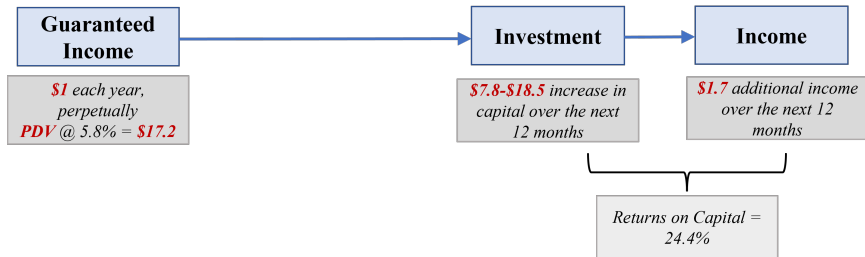 Guaranteed
Income
Investment
Income
$1 each year,
perpetually
PDV @ 5.8% = $17.2
$7.8-$18.5 increase in
capital over the next
12 months
$1.7 additional income
over the next 12
months
Returns on Capital =
24.4%